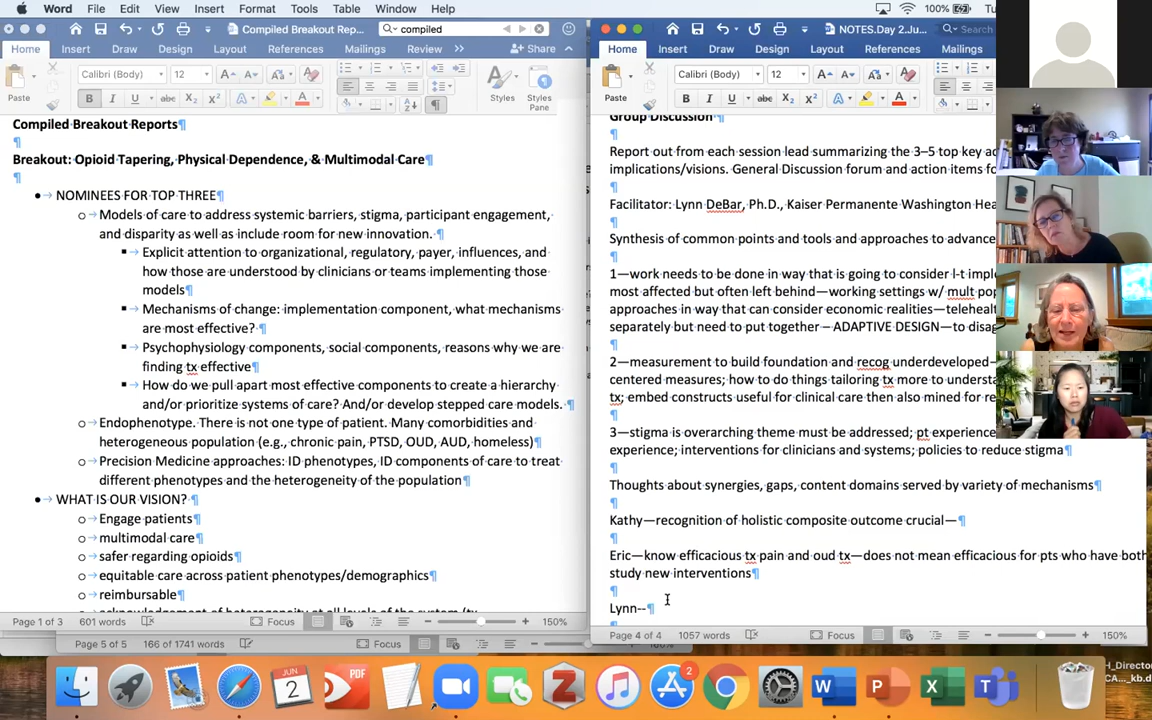 Word File Edit View Insert Format Tools Table Window Help 100%
Compiled Breakout Rep... compiled
NOTES.Day 2.Ju... Search
Home Insert Draw Design Layout References Mailings Review >> Share
Home Insert Draw Design Layout References Mailings
Paste Calibri (Body) 12 Styles Styles Pane
Paste Calibri (Body) 12
Compiled Breakout Reports¶
¶
Breakout: Opioid Tapering, Physical Dependence, & Multimodal Care¶
¶
NOMINEES FOR TOP THREE¶
Models of care to address systemic barriers, stigma, participant engagement,
and disparity as well as include room for new innovation. ¶
Explicit attention to organizational, regulatory, payer, influences, and
how those are understood by clinicians or teams implementing those
models¶
Mechanisms of change: implementation component, what mechanisms
are most effective? ¶
Psychophysiology components, social components, reasons why we are
finding tx effective¶
How do we pull apart most effective components to create a hierarchy
and/or prioritize systems of care? And/or develop stepped care models. ¶
Endophenotype. There is not one type of patient. Many comorbidities and
heterogeneous population (e.g., chronic pain, PTSD, OUD, AUD, homeless)¶
Precision Medicine approaches: ID phenotypes, ID components of care to treat
different phenotypes and the heterogeneity of the population¶
WHAT IS OUR VISION? ¶
Engage patients¶
multimodal care¶
safer regarding opioids¶
equitable care across patient phenotypes/demographics¶
reimbursable¶
Page 1 of 3 601 words Focus 150%
Page 5 of 5 166 of 1741 words
Group Discussion¶
¶
Report out from each session lead summarizing the 3–5 top key
implications/visions. General Discussion forum and action items
¶
Facilitator: Lynn DeBar, Ph.D., Kaiser Permanente Washington
¶
Synthesis of common points and tools and approaches to advance
¶
1—work needs to be done in way that is going to consider l-t
most affected but often left behind—working settings w/ mult
approaches in way that can consider economic realities—
separately but need to put together – ADAPTIVE DESIGN—to
¶
2—measurement to build foundation and recog underdeveloped
centered measures; how to do things tailoring tx more to
tx; embed constructs useful for clinical care then also mined for
¶
3—stigma is overarching theme must be addressed; pt
experience; interventions for clinicians and systems; policies to reduce stigma¶
¶
Thoughts about synergies, gaps, content domains served by variety of mechanisms¶
¶
Kathy—recognition of holistic composite outcome crucial—¶
¶
Eric—know efficacious tx pain and oud tx—does not mean efficacious for pts who have both
study new interventions¶
¶
Lynn--¶
Page 4 of 4 1057 words Focus 150%
JUN 2 PDF 2